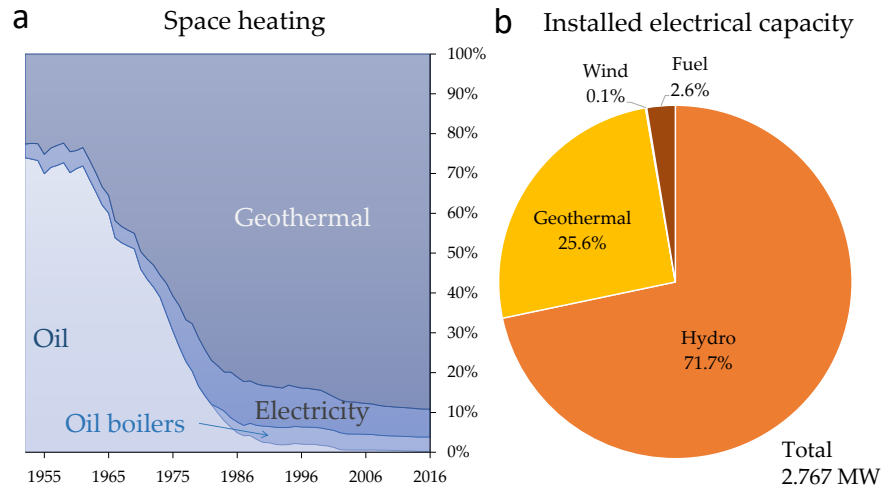 a
Space heating
100%
90%
80%
70%
60%
50%
40%
30%
20%
10%
0%
Geothermal
Oil
Electricity
Oil boilers
1955
1965
1975
1986
1996
2006
2016
b
Installed electrical capacity
Wind
0.1%
Fuel
2.6%
Geothermal
25.6%
Hydro
71.7%
Total
2.767 MW